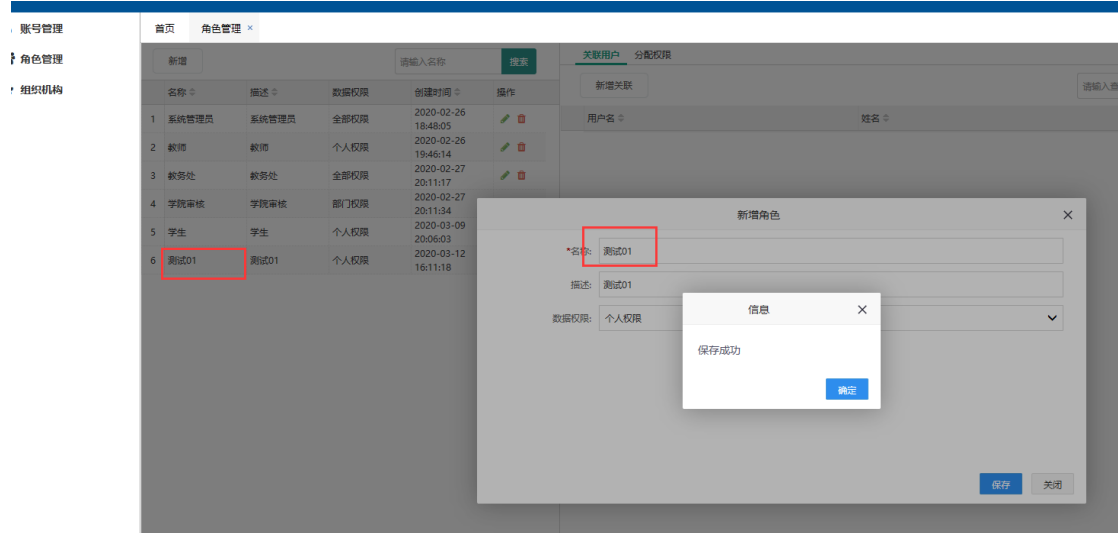 账号管理
角色管理
组织机构
首页 角色管理 ×
新增 请输入名称 搜索
名称 描述 数据权限 创建时间 操作
1 系统管理员 系统管理员 全部权限 2020-02-26
18:48:05
2 教师 教师 个人权限 2020-02-26
19:46:14
3 教务处 教务处 全部权限 2020-02-27
20:11:17
4 学院审核 学院审核 部门权限 2020-02-27
20:11:34
5 学生 学生 个人权限 2020-03-09
20:06:03
6 测试01 测试01 个人权限 2020-03-12
16:11:18
关联用户 分配权限
新增关联 请输入
用户名 姓名
新增角色
*名称: 测试01
描述: 测试01
数据权限: 个人权限
信息
保存成功
确定
保存 关闭